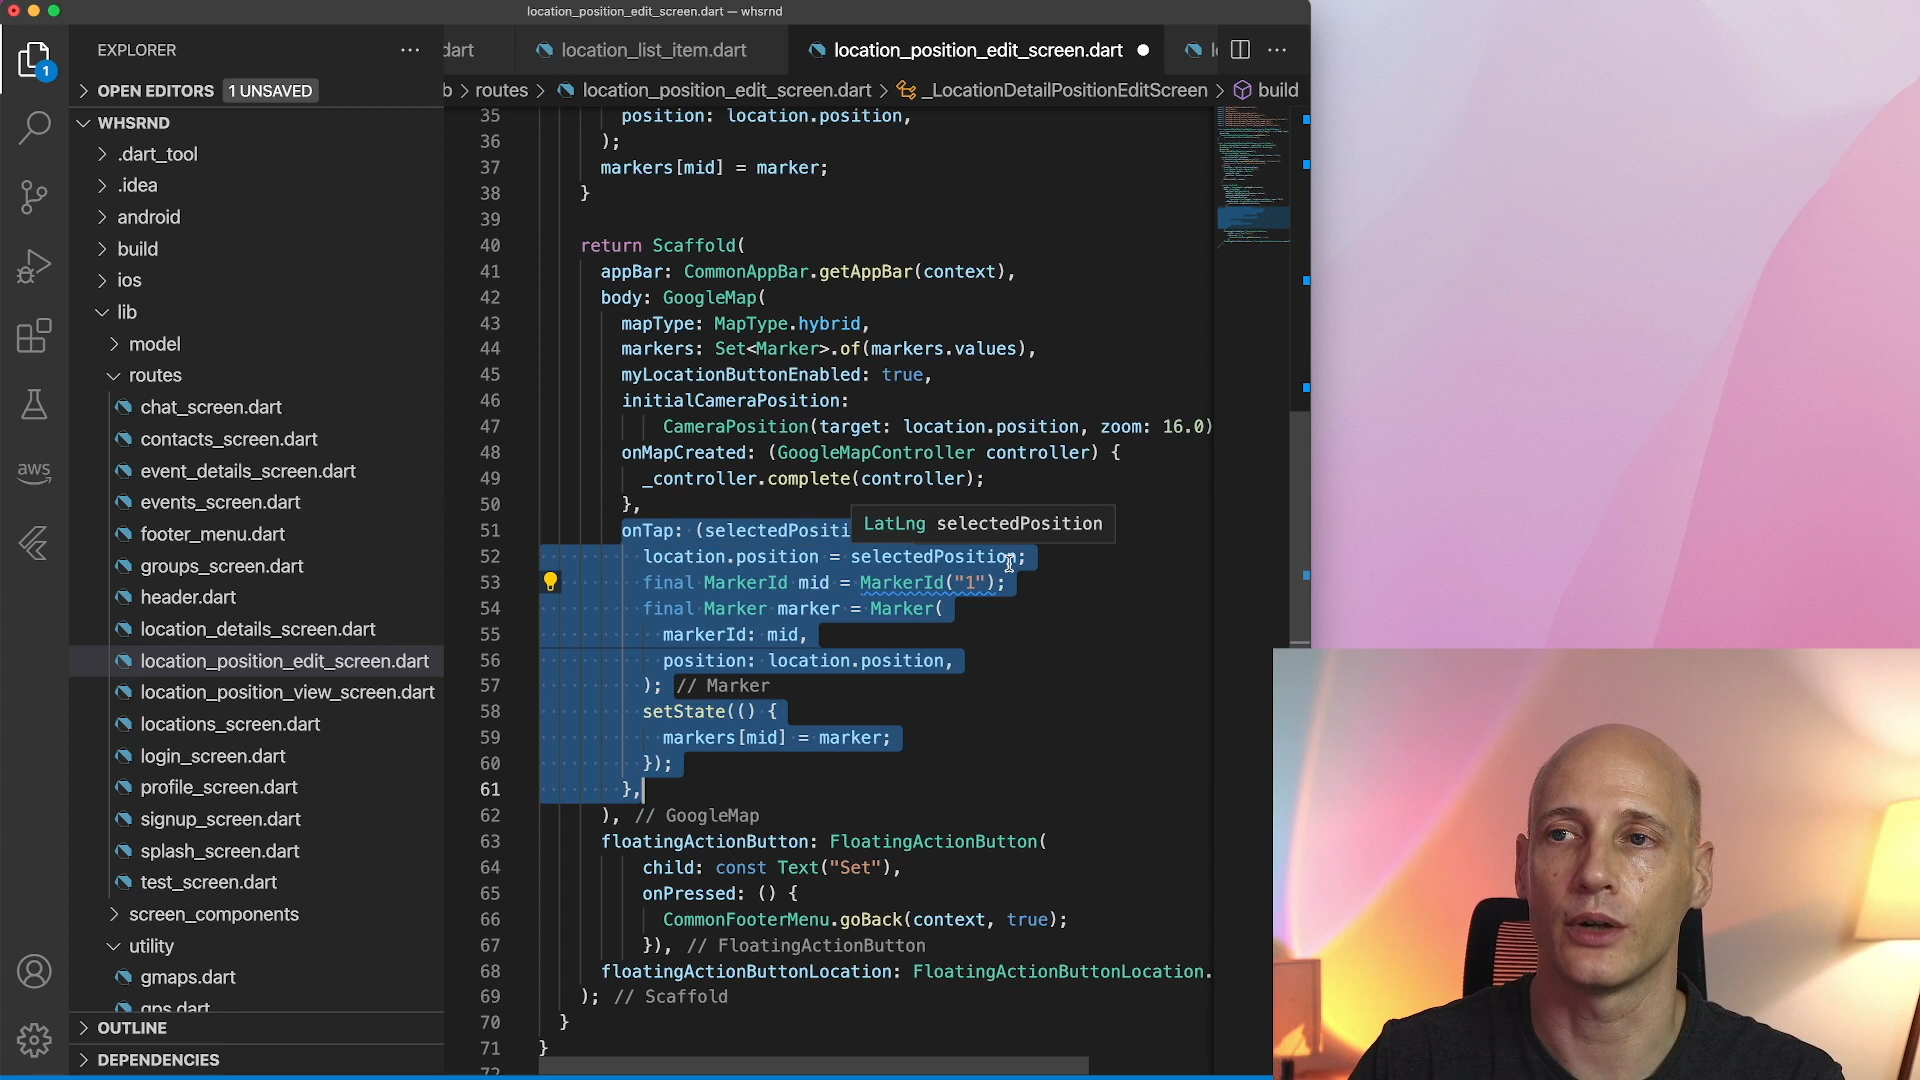 location_position_edit_screen.dart — whsrnd
EXPLORER
OPEN EDITORS 1 UNSAVED
WHSRND
.dart_tool
.idea
android
build
ios
lib
model
routes
chat_screen.dart
contacts_screen.dart
event_details_screen.dart
events_screen.dart
footer_menu.dart
groups_screen.dart
header.dart
location_details_screen.dart
location_position_edit_screen.dart
location_position_view_screen.dart
locations_screen.dart
login_screen.dart
profile_screen.dart
signup_screen.dart
splash_screen.dart
test_screen.dart
screen_components
utility
gmaps.dart
gps.dart
OUTLINE
DEPENDENCIES
1
aws
dart location_list_item.dart location_position_edit_screen.dart
b > routes > location_position_edit_screen.dart > _LocationDetailPositionEditScreen > build
35 position: location.position,
36 );
37 markers[mid] = marker;
38 }
39
40 return Scaffold(
41 appBar: CommonAppBar.getAppBar(context),
42 body: GoogleMap(
43 mapType: MapType.hybrid,
44 markers: Set<Marker>.of(markers.values),
45 myLocationButtonEnabled: true,
46 initialCameraPosition:
47 CameraPosition(target: location.position, zoom: 16.0)
48 onMapCreated: (GoogleMapController controller) {
49 _controller.complete(controller);
50 },
LatLng selectedPosition
51 onTap: (selectedPositi
52 location.position = selectedPosition;
53 final MarkerId mid = MarkerId("1");
54 final Marker marker = Marker(
55 markerId: mid,
56 position: location.position,
57 ); // Marker
58 setState(() {
59 markers[mid] = marker;
60 });
61 },
62 ), // GoogleMap
63 floatingActionButton: FloatingActionButton(
64 child: const Text("Set"),
65 onPressed: () {
66 CommonFooterMenu.goBack(context, true);
67 }), // FloatingActionButton
68 floatingActionButtonLocation: FloatingActionButtonLocation.
69 ); // Scaffold
70 }
71 }
72